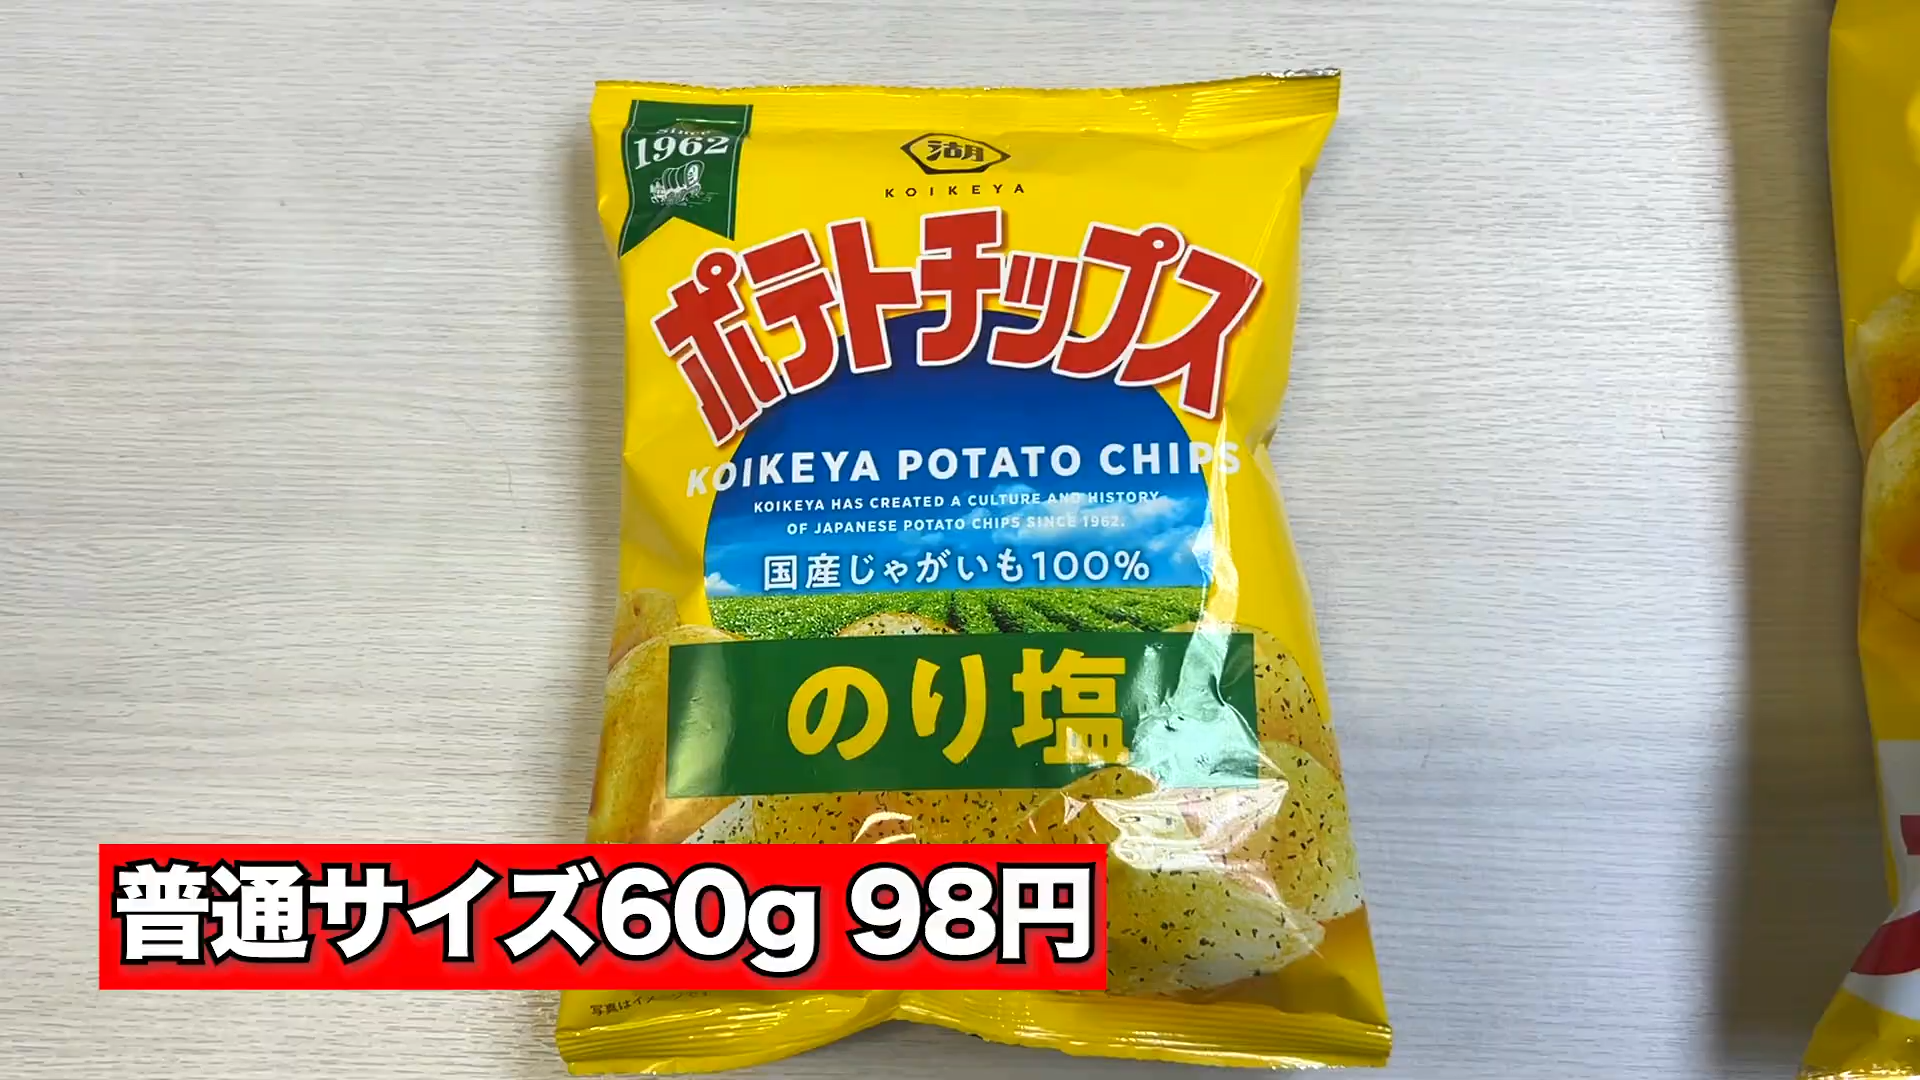 Since
1962
湖
KOIKEYA
ポテトチップス
KOIKEYA POTATO CHIPS
KOIKEYA HAS CREATED A CULTURE AND HISTORY
OF JAPANESE POTATO CHIPS SINCE 1962.
国産じゃがいも100%
のり塩
普通サイズ60g 98円
写真はイメージです